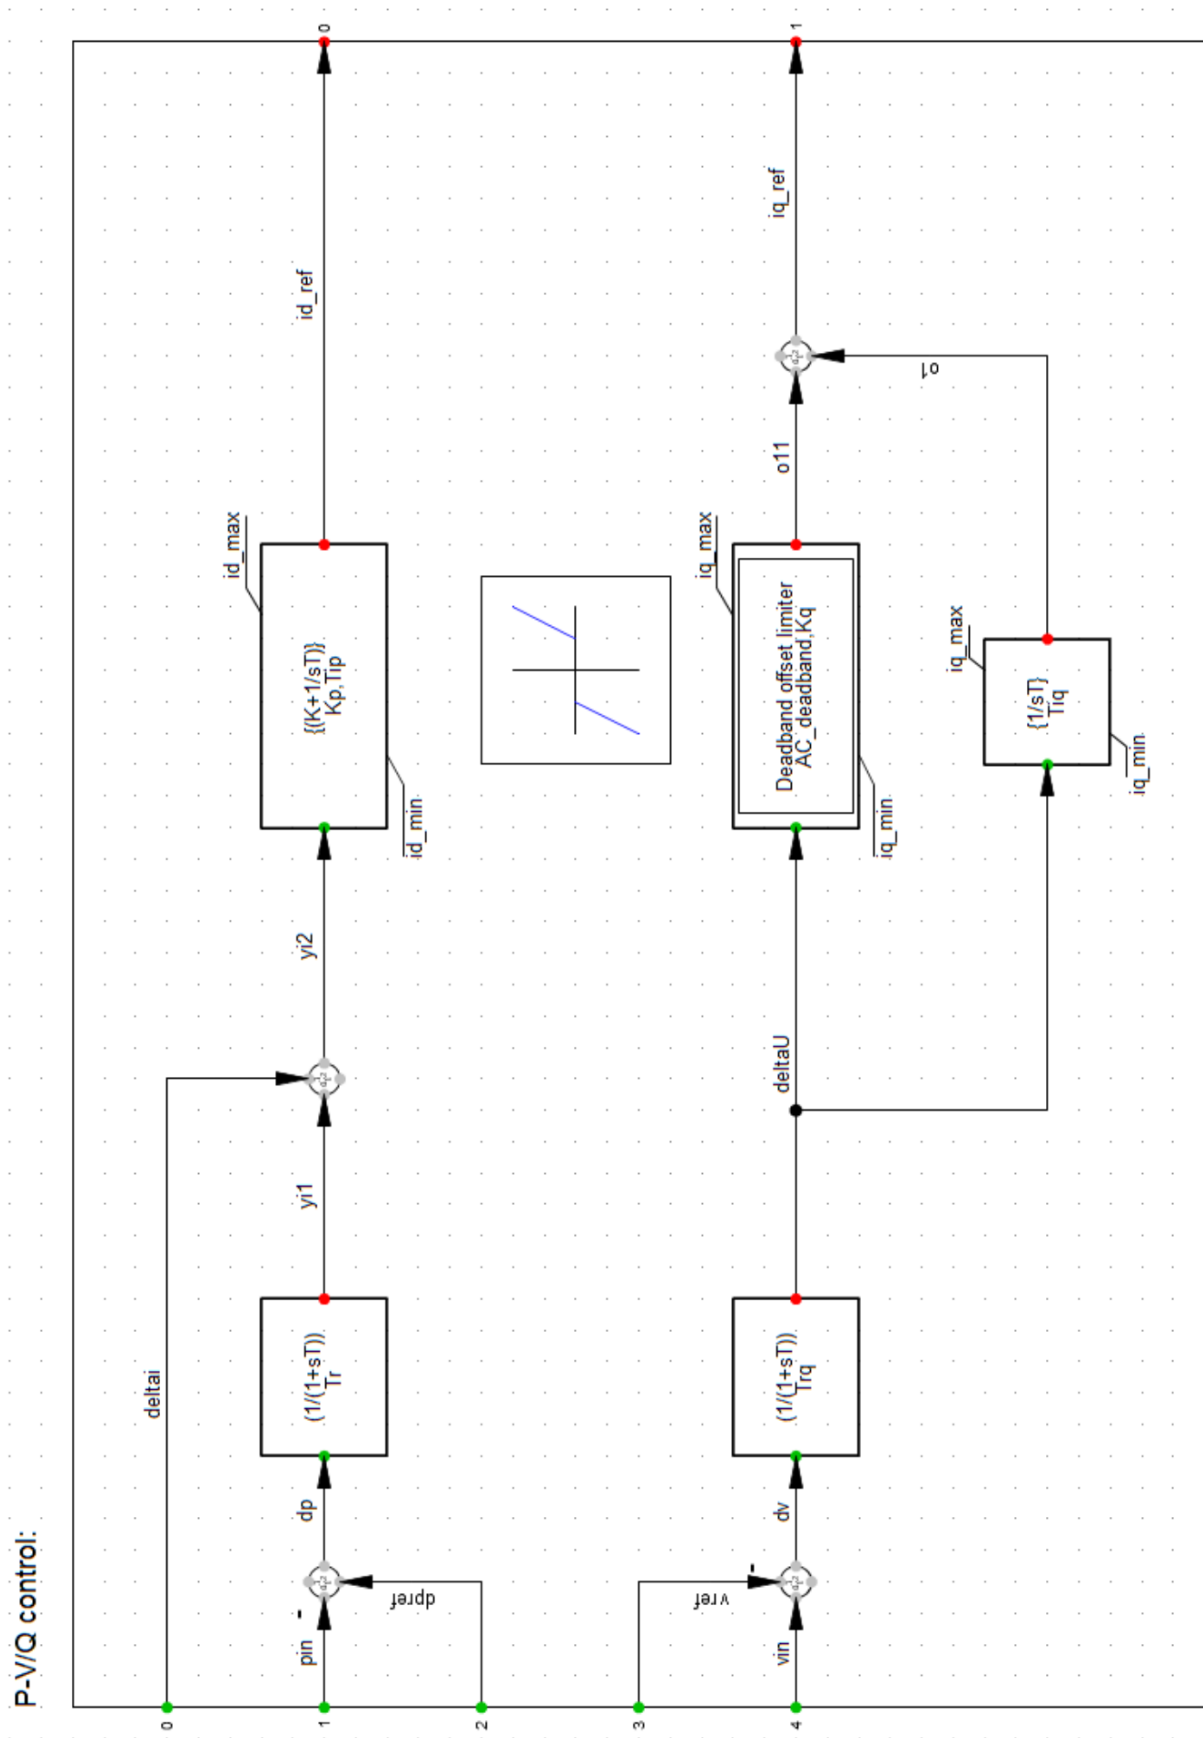 P-V/Q control:
0
deltai
1
pin
-
dp
(1/(1+sT))
Tr
yi1
yi2
{(K+1/sT)}
Kp,Tip
id_max
id_min
id_ref
0
2
dpref
3
vref
-
4
vin
dv
(1/(1+sT))
Trq
deltaU
Deadband offset limiter
AC_deadband,Kq
iq_max
iq_min
o11
iq_ref
1
{1/sT}
Tiq
iq_max
iq_min
o1